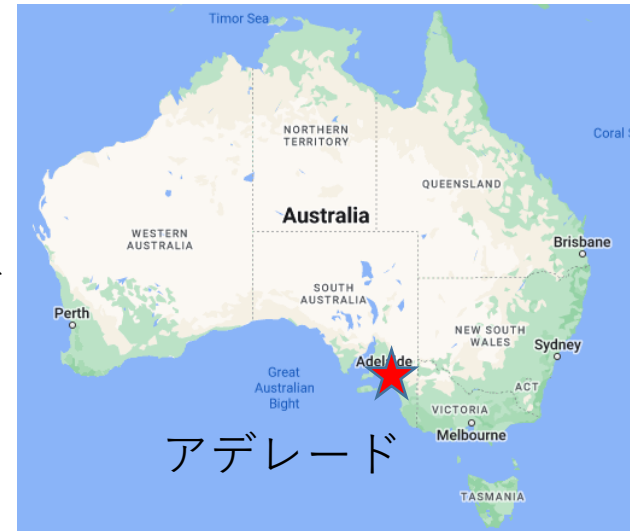 Timor Sea
NORTHERN
TERRITORY
Coral
QUEENSLAND
Australia
WESTERN
AUSTRALIA
Brisbane
SOUTH
AUSTRALIA
Perth
NEW SOUTH
WALES
Sydney
Adelaide
Great
Australian
Bight
ACT
VICTORIA
Melbourne
アデレード
TASMANIA